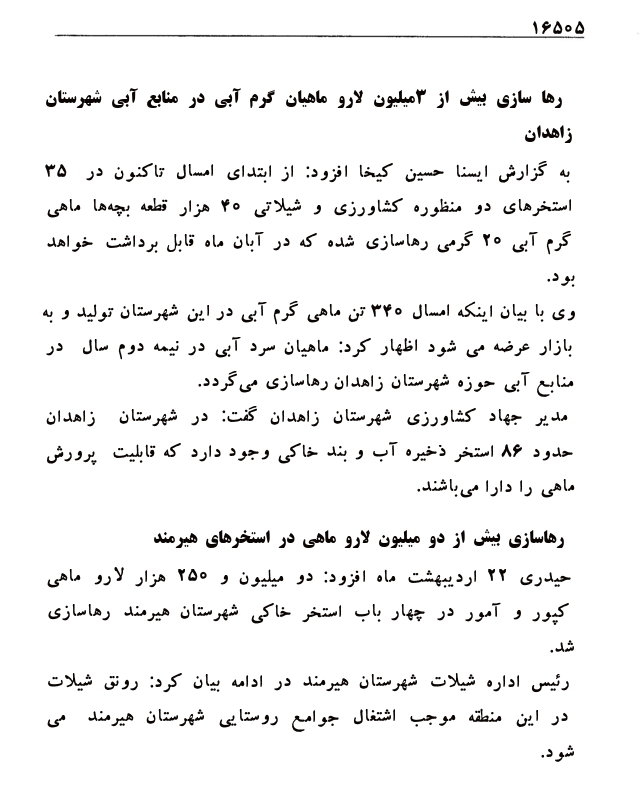 ۱۶۵۰۵
رها سازی بیش از ۳میلیون لارو ماهیان گرم آبی در منابع آبی شهرستان
زاهدان
به گزارش ایسنا حسین کیخا افزود: از ابتدای امسال تاکنون در ۳۵
استخرهای دو منظوره کشاورزی و شیلاتی ۴۰ هزار قطعه بچه‌ها ماهی
گرم آبی ۲۰ گرمی رهاسازی شده که در آبان ماه قابل برداشت خواهد
بود.
وی با بیان اینکه امسال ۳۴۰ تن ماهی گرم آبی در این شهرستان تولید و به
بازار عرضه می شود اظهار کرد: ماهیان سرد آبی در نیمه دوم سال در
منابع آبی حوزه شهرستان زاهدان رهاسازی می‌گردد.
مدیر جهاد کشاورزی شهرستان زاهدان گفت: در شهرستان زاهدان
حدود ۸۶ استخر ذخیره آب و بند خاکی وجود دارد که قابلیت پرورش
ماهی را دارا می‌باشند.
رهاسازی بیش از دو میلیون لارو ماهی در استخرهای هیرمند
حیدری ۲۲ اردیبهشت ماه افزود: دو میلیون و ۲۵۰ هزار لارو ماهی
کپور و آمور در چهار باب استخر خاکی شهرستان هیرمند رهاسازی
شد.
رئیس اداره شیلات شهرستان هیرمند در ادامه بیان کرد: رونق شیلات
در این منطقه موجب اشتغال جوامع روستایی شهرستان هیرمند می
شود.